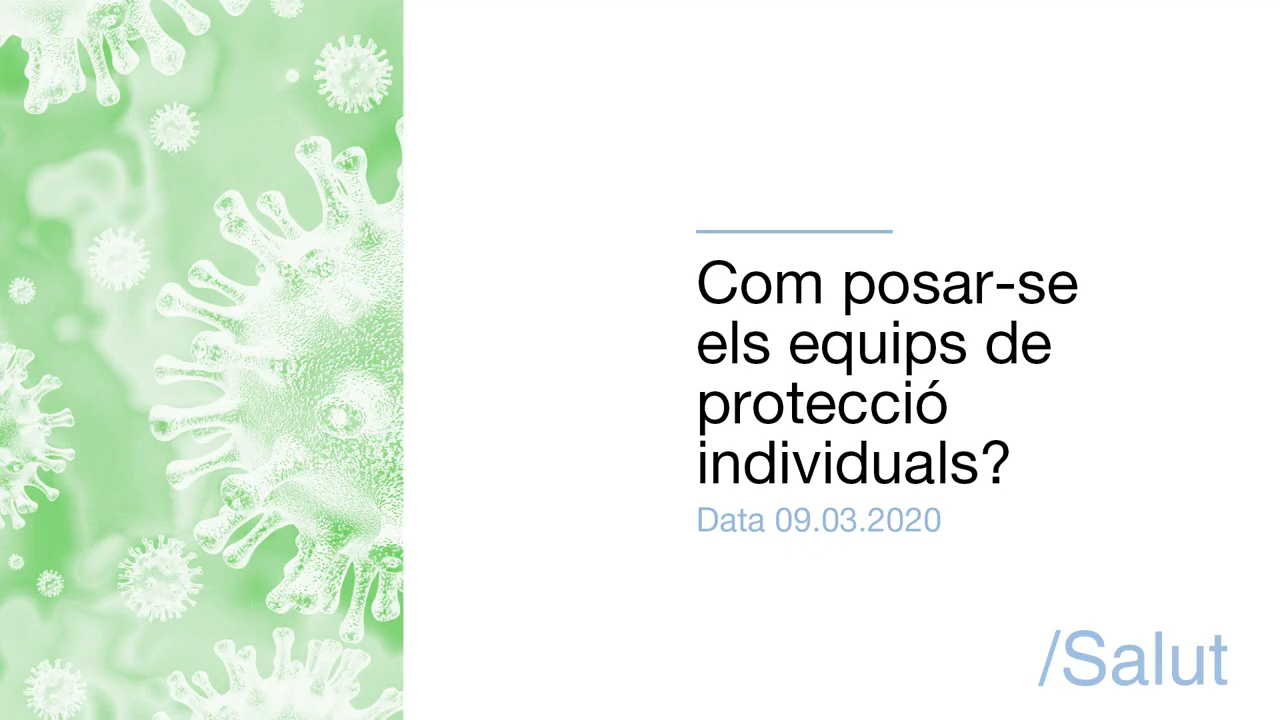 Com posar-se
els equips de
protecció
individuals?
Data 09.03.2020
/Salut